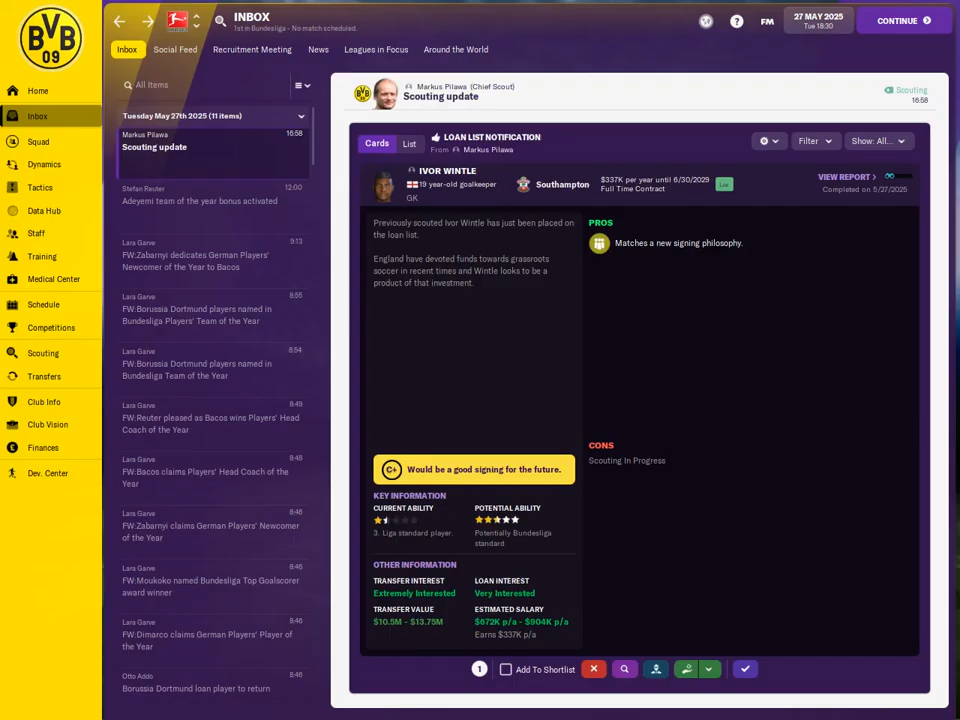 BVB
09
INBOX
1st in Bundesliga - No match scheduled.
?
FM
27 MAY 2025
Tue 18:30
CONTINUE
Inbox
Social Feed
Recruitment Meeting
News
Leagues in Focus
Around the World
Home
Inbox
Squad
Dynamics
Tactics
Data Hub
Staff
Training
Medical Center
Schedule
Competitions
Scouting
Transfers
Club Info
Club Vision
Finances
Dev. Center
All Items
Tuesday May 27th 2025 (11 items)
Markus Pilawa 16:58
Scouting update
Stefan Reuter 12:00
Adeyemi team of the year bonus activated
Lara Garve 9:13
FW:Zabarnyi dedicates German Players'
Newcomer of the Year to Bacos
Lara Garve 8:55
FW:Borussia Dortmund players named in
Bundesliga Players' Team of the Year
Lara Garve 8:54
FW:Borussia Dortmund players named in
Bundesliga Team of the Year
Lara Garve 8:49
FW:Reuter pleased as Bacos wins Players' Head
Coach of the Year
Lara Garve 8:48
FW:Bacos claims Players' Head Coach of the
Year
Lara Garve 8:46
FW:Zabarnyi claims German Players' Newcomer
of the Year
Lara Garve 8:46
FW:Moukoko named Bundesliga Top Goalscorer
award winner
Lara Garve 8:46
FW:Dimarco claims German Players' Player of
the Year
Otto Addo 8:46
Borussia Dortmund loan player to return
Markus Pilawa (Chief Scout)
Scouting update
Scouting
16:58
Cards
List
LOAN LIST NOTIFICATION
From Markus Pilawa
Filter
Show: All...
IVOR WINTLE
19 year-old goalkeeper
GK
Southampton
$337K per year until 6/30/2029
Full Time Contract
Loa
VIEW REPORT >
Completed on 5/27/2025
Previously scouted Ivor Wintle has just been placed on
the loan list.
England have devoted funds towards grassroots
soccer in recent times and Wintle looks to be a
product of that investment.
PROS
Matches a new signing philosophy.
CONS
Scouting In Progress
C+ Would be a good signing for the future.
KEY INFORMATION
CURRENT ABILITY
3. Liga standard player.
POTENTIAL ABILITY
Potentially Bundesliga
standard
OTHER INFORMATION
TRANSFER INTEREST
Extremely Interested
LOAN INTEREST
Very Interested
TRANSFER VALUE
$10.5M - $13.75M
ESTIMATED SALARY
$672K p/a - $904K p/a
Earns $337K p/a
1
Add To Shortlist